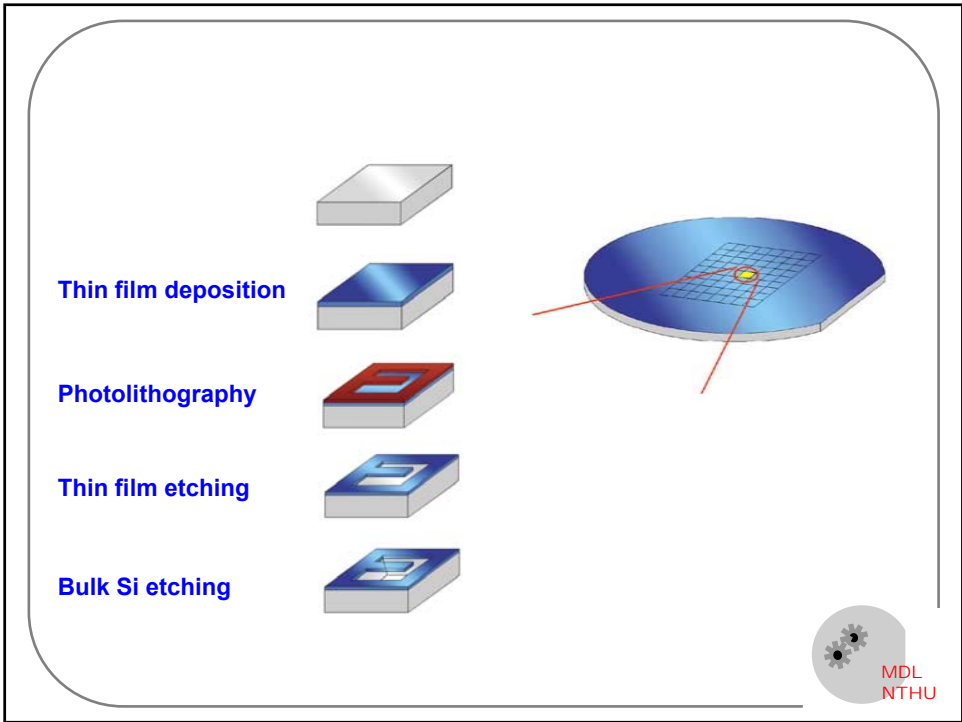 Thin film deposition
Photolithography
Thin film etching
Bulk Si etching
MDL
NTHU